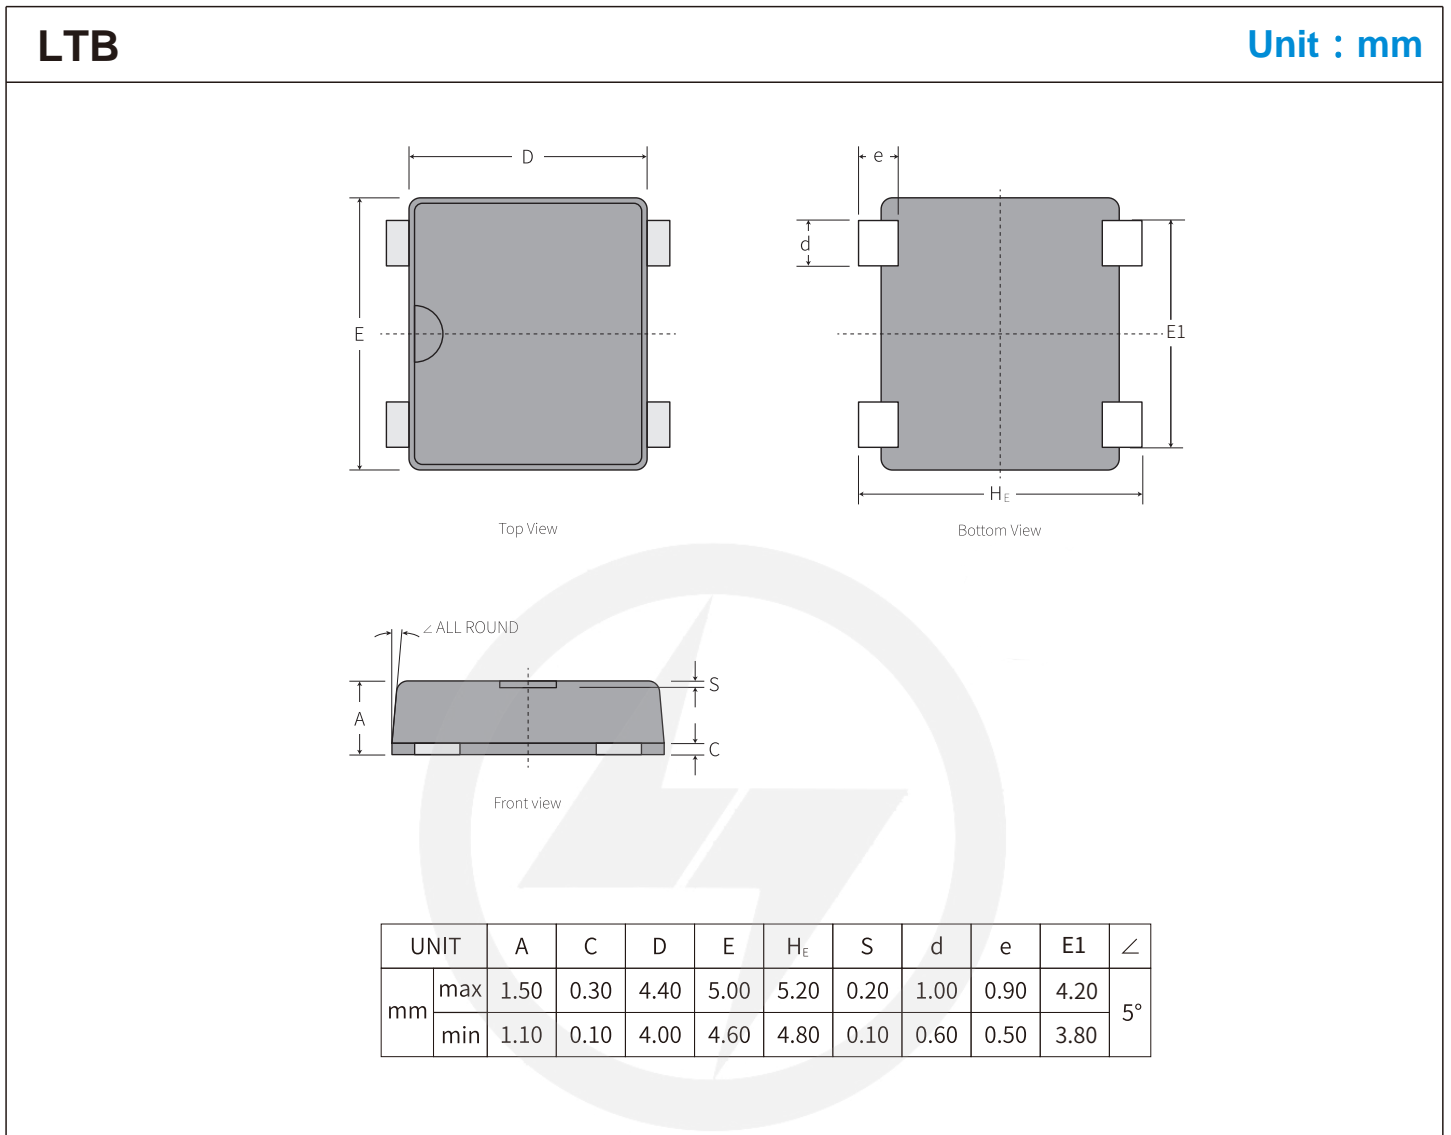 LTB
Unit : mm
D
e
d
E
E1
HE
Top View
Bottom View
∠ ALL ROUND
S
A
C
Front view
UNIT A C D E HE S d e E1 ∠
mm max 1.50 0.30 4.40 5.00 5.20 0.20 1.00 0.90 4.20 5°
min 1.10 0.10 4.00 4.60 4.80 0.10 0.60 0.50 3.80